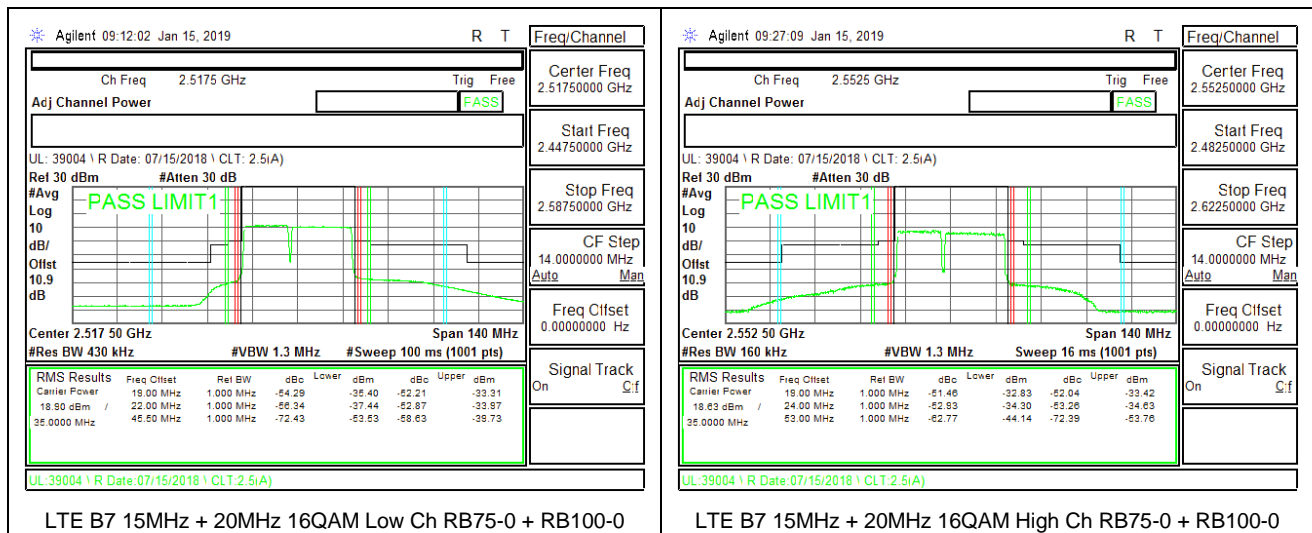 Agilent 09:12:02 Jan 15, 2019 R T Freq/Channel
Ch Freq 2.5175 GHz Trig Free
Adj Channel Power PASS
UL: 39004 \ R Date: 07/15/2018 \ CLT: 2.5(A)
Ref 30 dBm #Atten 30 dB
#Avg
Log
10
dB/
Offst
10.9
dB
PASS LIMIT1
Center 2.517 50 GHz Span 140 MHz
#Res BW 430 kHz #VBW 1.3 MHz #Sweep 100 ms (1001 pts)
RMS Results Freq Offset Ref BW dBc Lower dBm dBc Upper dBm
Carrier Power 19.00 MHz 1.000 MHz -54.29 -35.40 -52.21 -33.31
18.90 dBm / 22.00 MHz 1.000 MHz -56.34 -37.44 -52.87 -33.97
35.0000 MHz 45.50 MHz 1.000 MHz -72.43 -53.53 -58.63 -39.73
UL:39004 \ R Date:07/15/2018 \ CLT:2.5(A)
Center Freq
2.51750000 GHz
Start Freq
2.44750000 GHz
Stop Freq
2.58750000 GHz
CF Step
14.0000000 MHz
Auto Man
Freq Offset
0.00000000 Hz
Signal Track
On
LTE B7 15MHz + 20MHz 16QAM Low Ch RB75-0 + RB100-0
Agilent 09:27:09 Jan 15, 2019 R T Freq/Channel
Ch Freq 2.5525 GHz Trig Free
Adj Channel Power PASS
UL: 39004 \ R Date: 07/15/2018 \ CLT: 2.5(A)
Ref 30 dBm #Atten 30 dB
#Avg
Log
10
dB/
Offst
10.9
dB
PASS LIMIT1
Center 2.552 50 GHz Span 140 MHz
#Res BW 160 kHz #VBW 1.3 MHz Sweep 16 ms (1001 pts)
RMS Results Freq Offset Ref BW dBc Lower dBm dBc Upper dBm
Carrier Power 19.00 MHz 1.000 MHz -51.46 -32.83 -52.04 -33.42
18.63 dBm / 24.00 MHz 1.000 MHz -52.93 -34.30 -53.26 -34.63
35.0000 MHz 53.00 MHz 1.000 MHz -62.77 -44.14 -72.39 -53.76
UL:39004 \ R Date:07/15/2018 \ CLT:2.5(A)
Center Freq
2.55250000 GHz
Start Freq
2.48250000 GHz
Stop Freq
2.62250000 GHz
CF Step
14.0000000 MHz
Auto Man
Freq Offset
0.00000000 Hz
Signal Track
On
LTE B7 15MHz + 20MHz 16QAM High Ch RB75-0 + RB100-0